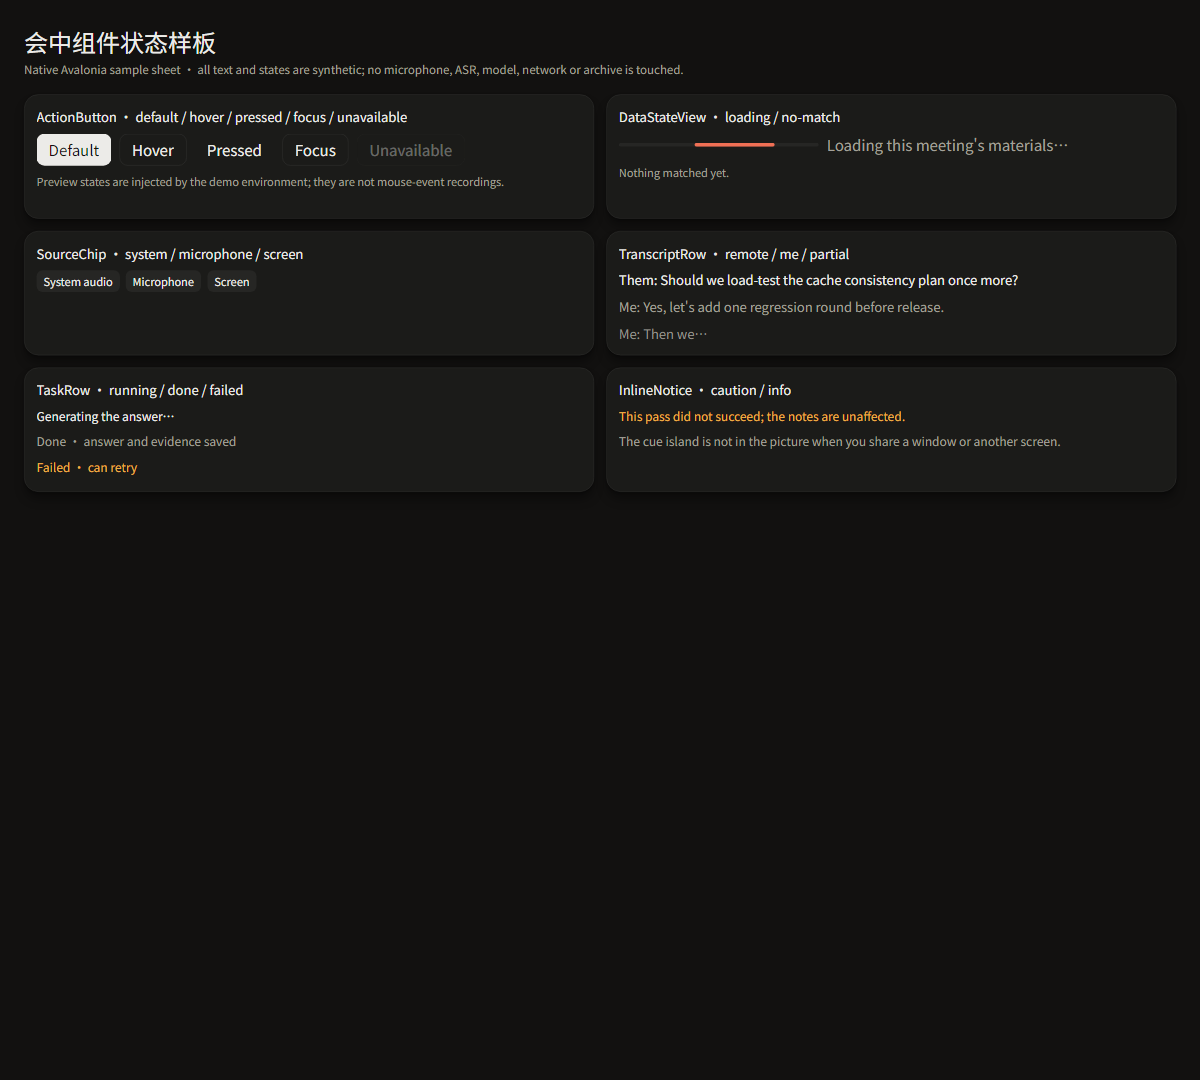 会中组件状态样板
Native Avalonia sample sheet • all text and states are synthetic; no microphone, ASR, model, network or archive is touched.
ActionButton • default / hover / pressed / focus / unavailable
Default Hover Pressed Focus Unavailable
Preview states are injected by the demo environment; they are not mouse-event recordings.
DataStateView • loading / no-match
Loading this meeting's materials⋯
Nothing matched yet.
SourceChip • system / microphone / screen
System audio Microphone Screen
TranscriptRow • remote / me / partial
Them: Should we load-test the cache consistency plan once more?
Me: Yes, let's add one regression round before release.
Me: Then we⋯
TaskRow • running / done / failed
Generating the answer⋯
Done • answer and evidence saved
Failed • can retry
InlineNotice • caution / info
This pass did not succeed; the notes are unaffected.
The cue island is not in the picture when you share a window or another screen.